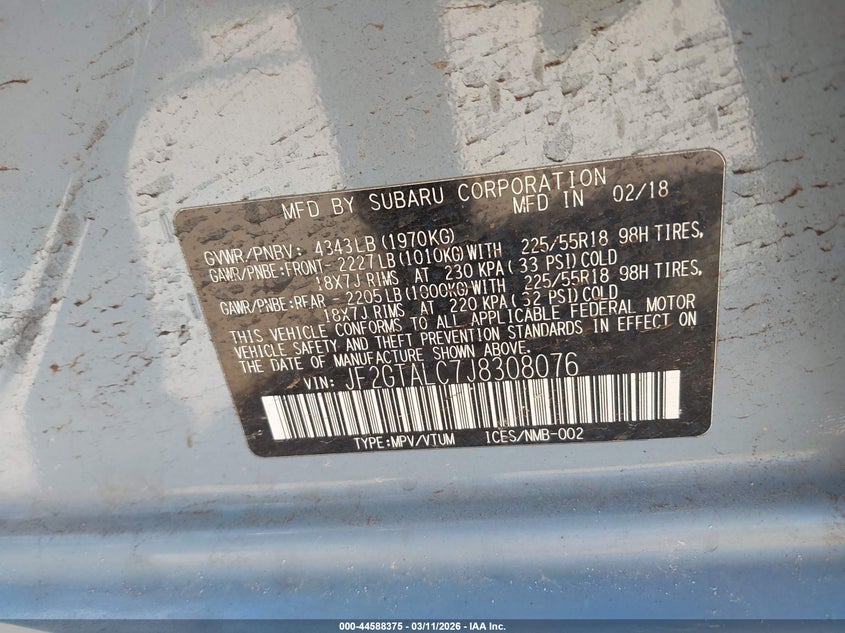 MFD BY SUBARU CORPORATION
MFD IN 02/18
GVWR/PNBV: 4343LB(1970KG)
GAWR/PNBE:FRONT-2227LB(1010KG)WITH 225/55R18 98H TIRES,
18X7J RIMS AT 230 KPA(33 PSI)COLD
GAWR/PNBE:REAR -2205LB(1000KG)WITH 225/55R18 98H TIRES,
18X7J RIMS AT 220 KPA(32 PSI)COLD
THIS VEHICLE CONFORMS TO ALL APPLICABLE FEDERAL MOTOR
VEHICLE SAFETY AND THEFT PREVENTION STANDARDS IN EFFECT ON
THE DATE OF MANUFACTURE SHOWN ABOVE.
VIN: JF2GTALC7J8308076
TYPE:MPV/VTUM ICES/NMB-002
000-44588375 | 03/11/2026 | IAA Inc.